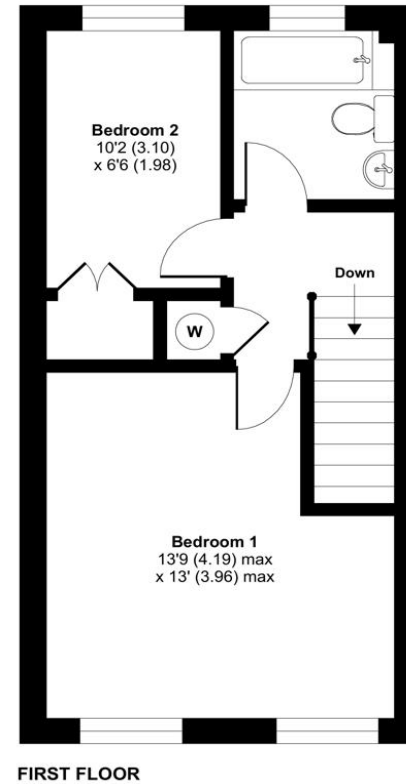 Bedroom 2
10'2 (3.10)
x 6'6 (1.98)
Down
W
Bedroom 1
13'9 (4.19) max
x 13' (3.96) max
FIRST FLOOR